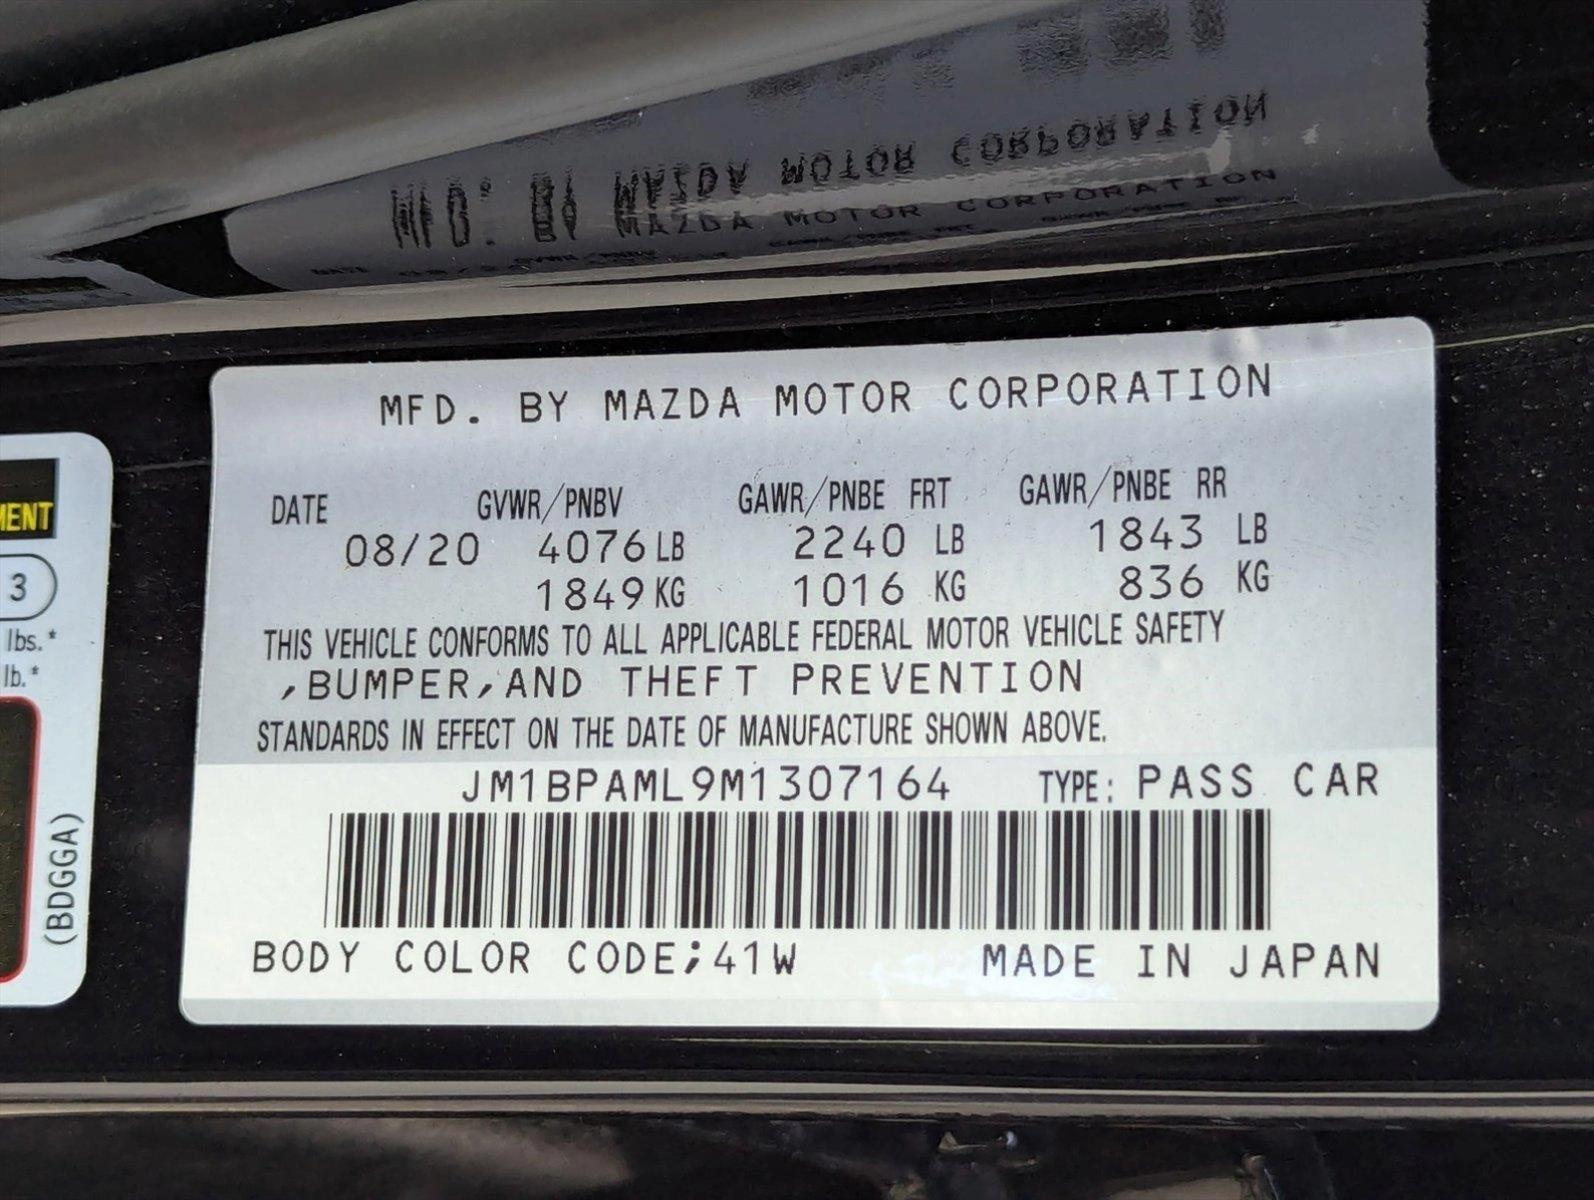 MFD. BY MAZDA MOTOR CORPORATION
MAZDA MOTOR CORPORATION
MFD. BY MAZDA MOTOR CORPORATION
DATE GVWR/PNBV GAWR/PNBE FRT GAWR/PNBE RR
08/20 4076 LB 2240 LB 1843 LB
1849 KG 1016 KG 836 KG
THIS VEHICLE CONFORMS TO ALL APPLICABLE FEDERAL MOTOR VEHICLE SAFETY
,BUMPER,AND THEFT PREVENTION
STANDARDS IN EFFECT ON THE DATE OF MANUFACTURE SHOWN ABOVE.
JM1BPAML9M1307164 TYPE: PASS CAR
BODY COLOR CODE;41W MADE IN JAPAN
MENT
3
lbs.*
lb.*
(BDGGA)